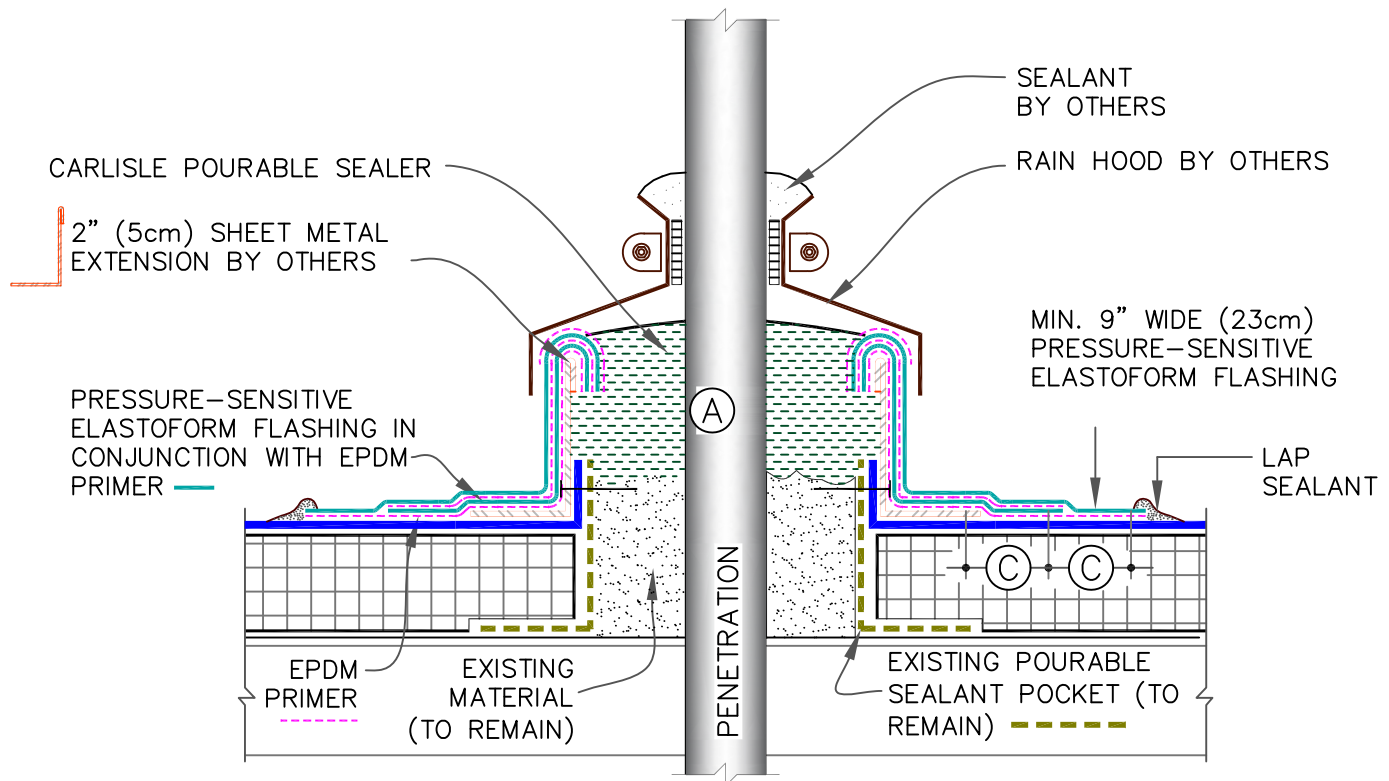 SEALANT
BY OTHERS
RAIN HOOD BY OTHERS
CARLISLE POURABLE SEALER
2” (5cm) SHEET METAL
EXTENSION BY OTHERS
MIN. 9” WIDE (23cm)
PRESSURE–SENSITIVE
ELASTOFORM FLASHING
PRESSURE–SENSITIVE
ELASTOFORM FLASHING IN
CONJUNCTION WITH EPDM
PRIMER
A
LAP
SEALANT
C C
PENETRATION
EPDM
PRIMER
EXISTING
MATERIAL
(TO REMAIN)
EXISTING POURABLE
SEALANT POCKET (TO
REMAIN)